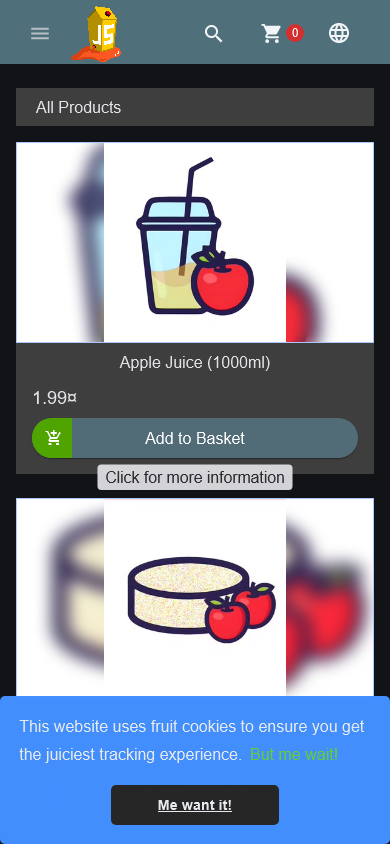 JS
0
All Products
Apple Juice (1000ml)
1.99¤
Add to Basket
Click for more information
This website uses fruit cookies to ensure you get
the juiciest tracking experience. But me wait!
Me want it!